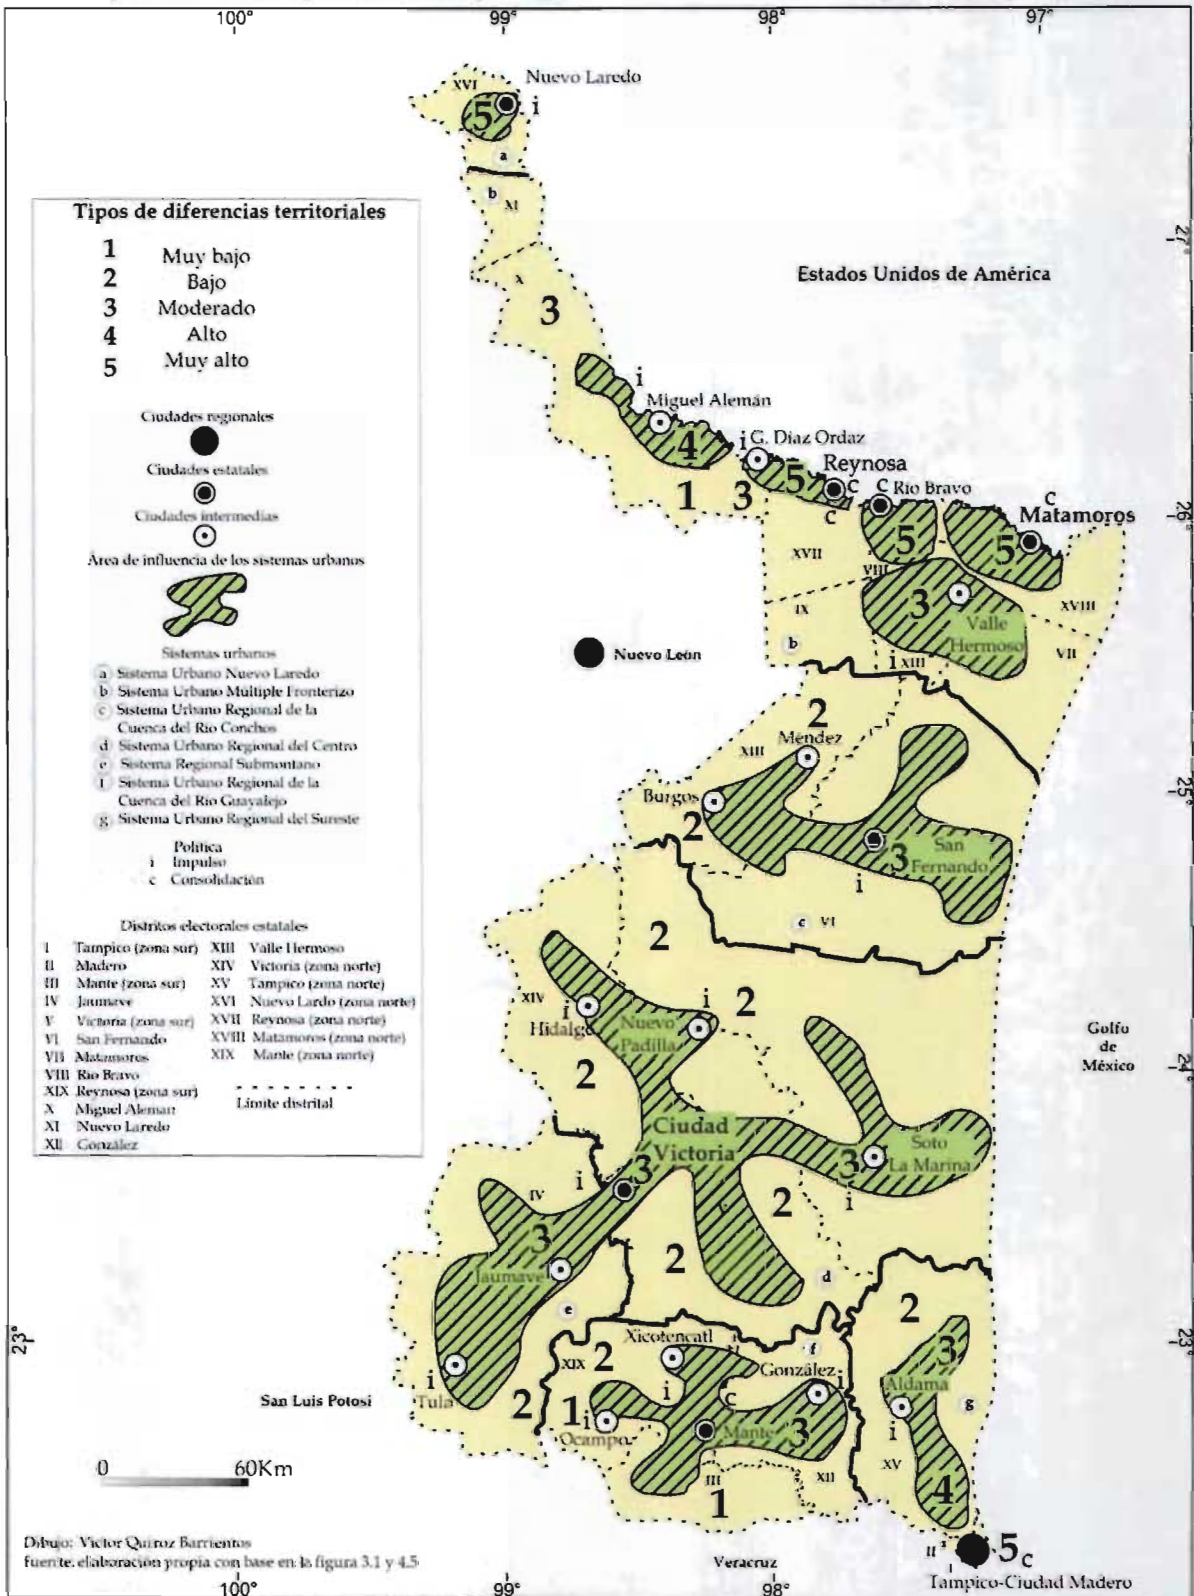 100°
99°
98°
97°
XVI
Nuevo Laredo
5
i
a
b
XI
27°
X
3
Estados Unidos de América
Tipos de diferencias territoriales
1 Muy bajo
2 Bajo
3 Moderado
4 Alto
5 Muy alto
Ciudades regionales
Ciudades estatales
Ciudades intermedias
Área de influencia de los sistemas urbanos
Sistemas urbanos
a Sistema Urbano Nuevo Laredo
b Sistema Urbano Múltiple Fronterizo
c Sistema Urbano Regional de la
Cuenca del Río Conchos
d Sistema Urbano Regional del Centro
e Sistema Regional Submontano
f Sistema Urbano Regional de la
Cuenca del Río Guayalejo
g Sistema Urbano Regional del Sureste
Política
i Impulso
c Consolidación
Distritos electorales estatales
I Tampico (zona sur) XIII Valle Hermoso
II Madero XIV Victoria (zona norte)
III Mante (zona sur) XV Tampico (zona norte)
IV Jaumave XVI Nuevo Lardo (zona norte)
V Victoria (zona sur) XVII Reynosa (zona norte)
VI San Fernando XVIII Matamoros (zona norte)
VII Matamoros XIX Mante (zona norte)
VIII Río Bravo
XIX Reynosa (zona sur)
X Miguel Alemán Límite distrital
XI Nuevo Laredo
XII González
i
Miguel Alemán
4
i G. Díaz Ordaz
1
3
5
Reynosa
c
c
c Río Bravo
c
Matamoros
26°
5
5
XVII
VIII
IX
3
XVIII
Valle
Hermoso
VII
b
i XIII
Nuevo León
2
XIII
Méndez
Burgos
2
25°
San
3 Fernando
i
c VI
2
XIV
i
Hidalgo
i
2
Nuevo
Padilla
Golfo
de
México
24°
2
Ciudad
Victoria
3
Soto
La Marina
3
i
i
IV
2
3
Jaumave
2
d
e
2
23°
23°
Xicotencatl
f
XIX 2
González
i
i
3
Aldama
g
i
Tula
San Luis Potosí
2
1 i
Ocampo
c
Mante 3
i
XV
III
XII
1
4
0 60Km
II
5 c
Tampico-Ciudad Madero
Veracruz
Dibujo: Victor Quiroz Barrientos
fuente: elaboración propia con base en la figura 3.1 y 4.5
100°
99°
98°